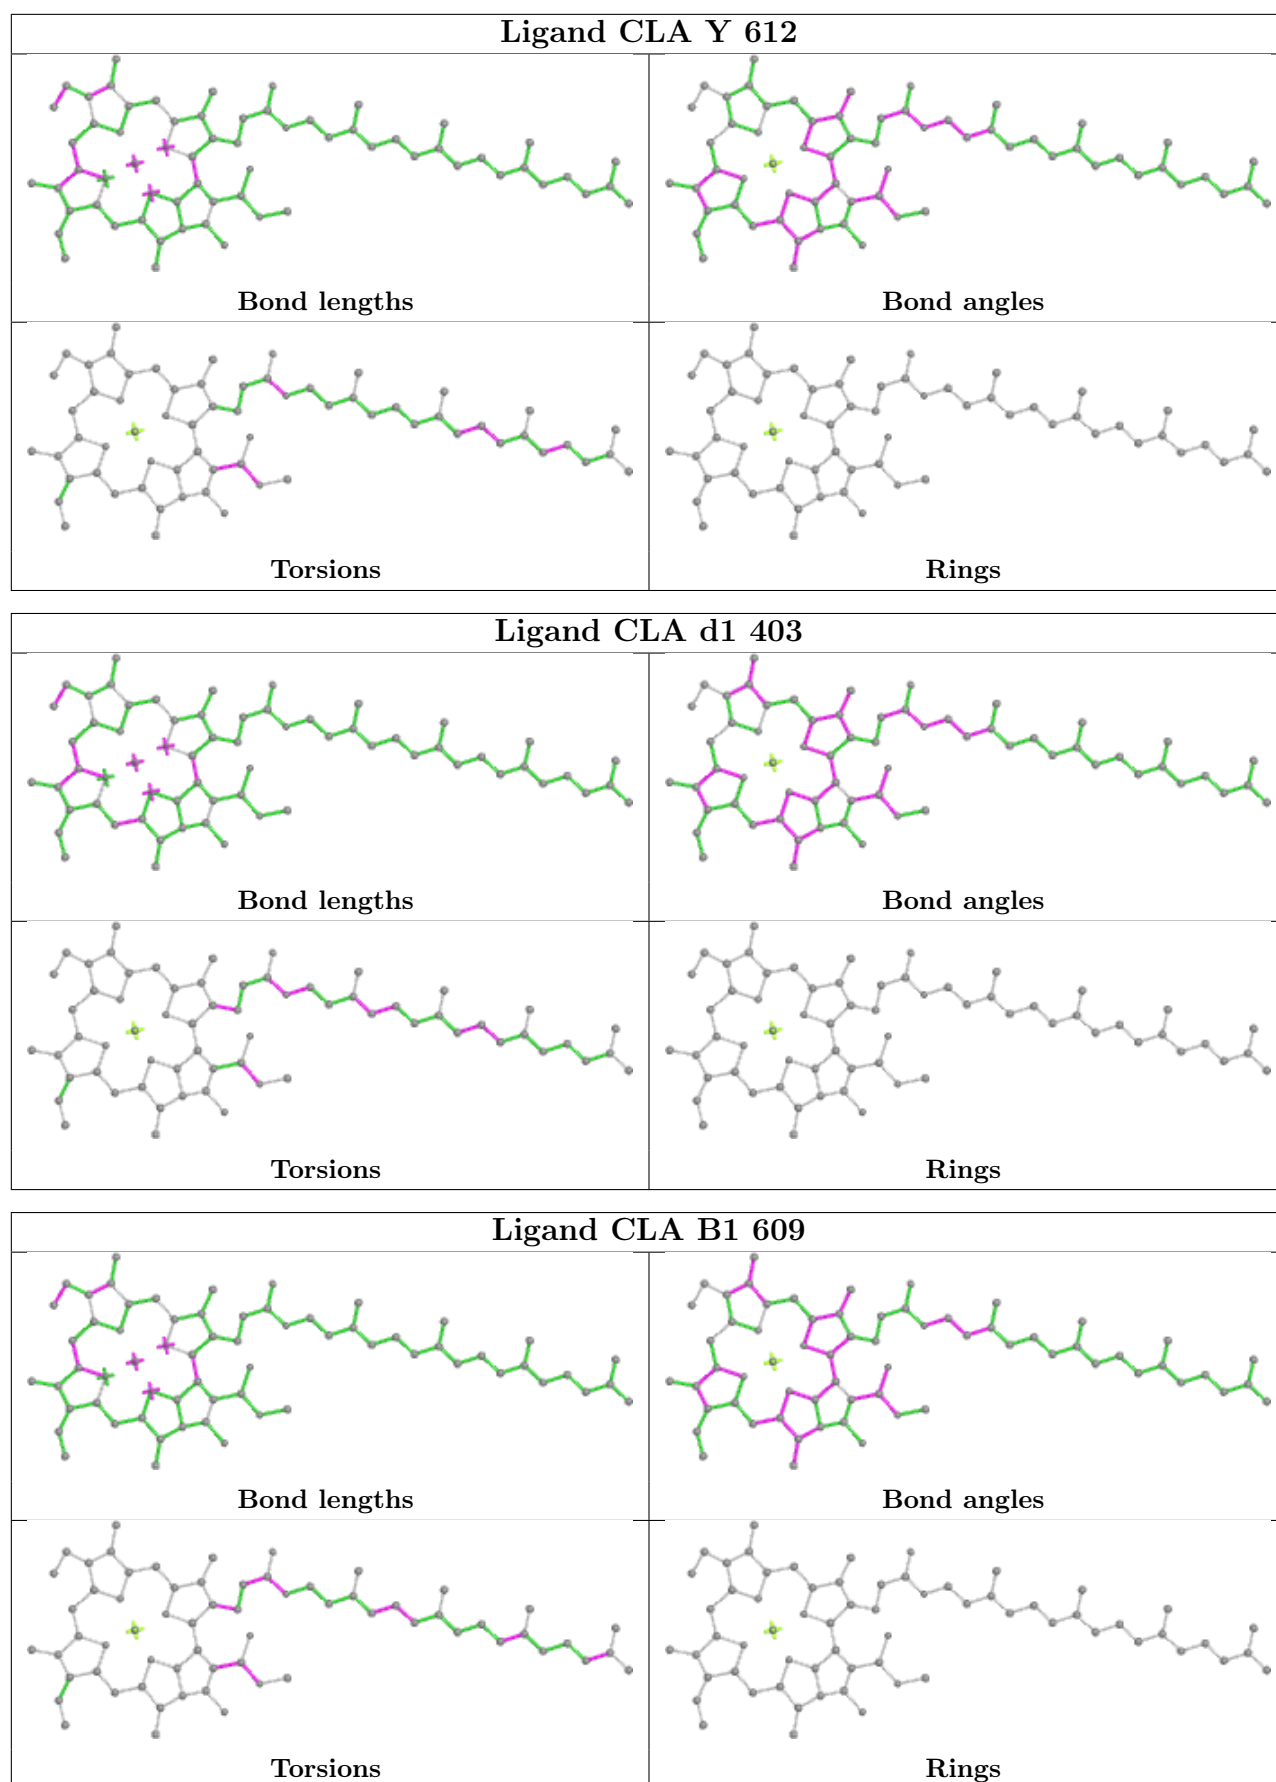 Ligand CLA Y 612
Bond lengths
Bond angles
Torsions
Rings
Ligand CLA d1 403
Bond lengths
Bond angles
Torsions
Rings
Ligand CLA B1 609
Bond lengths
Bond angles
Torsions
Rings